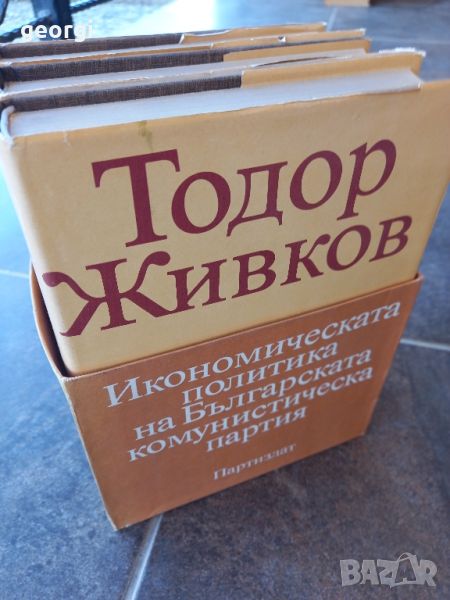 georgi
Тодор
Живков
Икономическата
политика
на Българската
комунистическа
партия
Партиздат
BAZAR